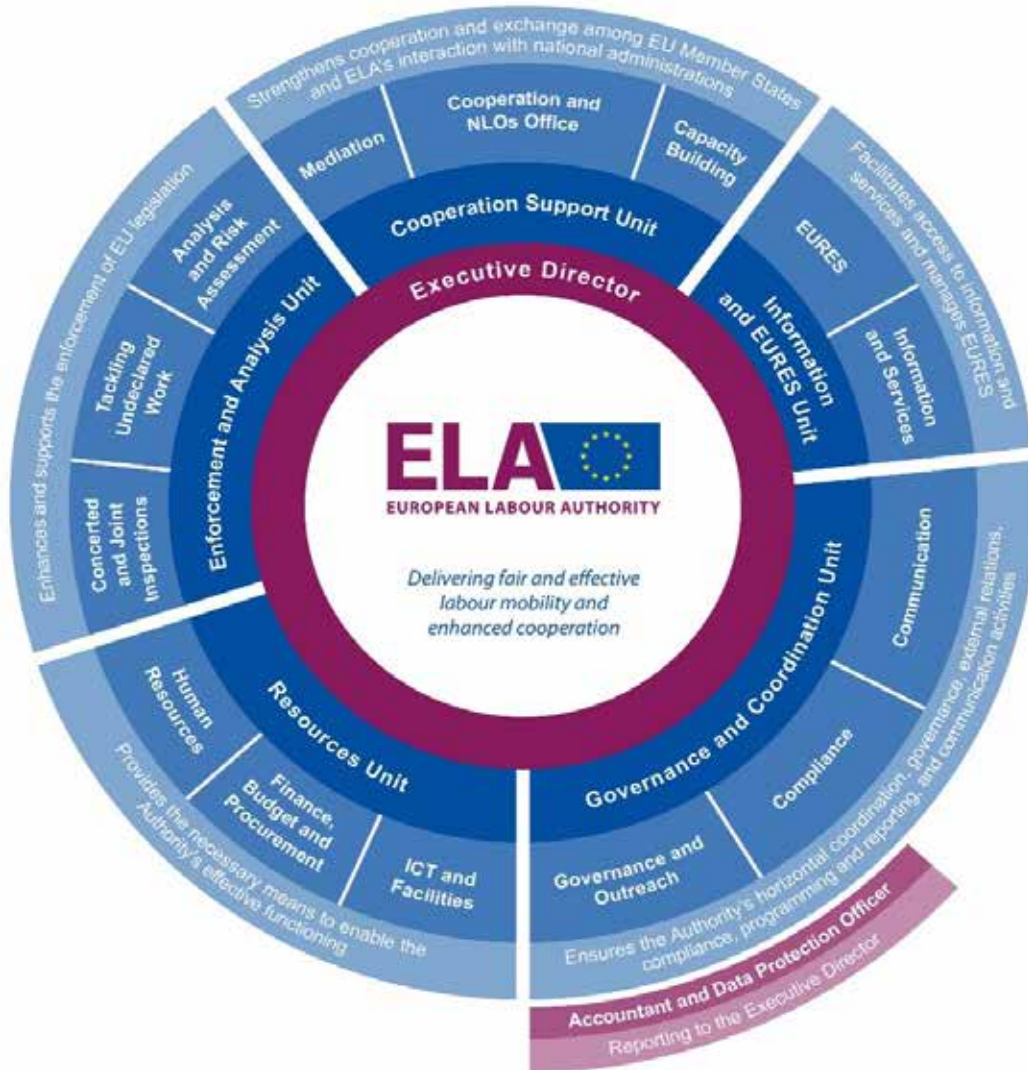 Strengthens cooperation and exchange among EU Member States
and ELA's interaction with national administrations
Mediation
Cooperation and
NLOs Office
Capacity
Building
Cooperation Support Unit
Facilitates access to information and
services and manages EURES
EURES
Information
and Services
Information
and EURES Unit
Enhances and supports the enforcement of EU legislation
Analysis
and Risk
Assessment
Tackling
Undeclared
Work
Concerted
and Joint
Inspections
Enforcement and Analysis Unit
Executive Director
ELA
EUROPEAN LABOUR AUTHORITY
Delivering fair and effective
labour mobility and
enhanced cooperation
Governance and Coordination Unit
Communication
Compliance
Governance and
Outreach
Ensures the Authority's horizontal coordination, governance, external relations,
compliance, programming and reporting, and communication activities
Resources Unit
Human
Resources
Finance,
Budget and
Procurement
ICT and
Facilities
Provides the necessary means to enable the
Authority's effective functioning
Accountant and Data Protection Officer
Reporting to the Executive Director